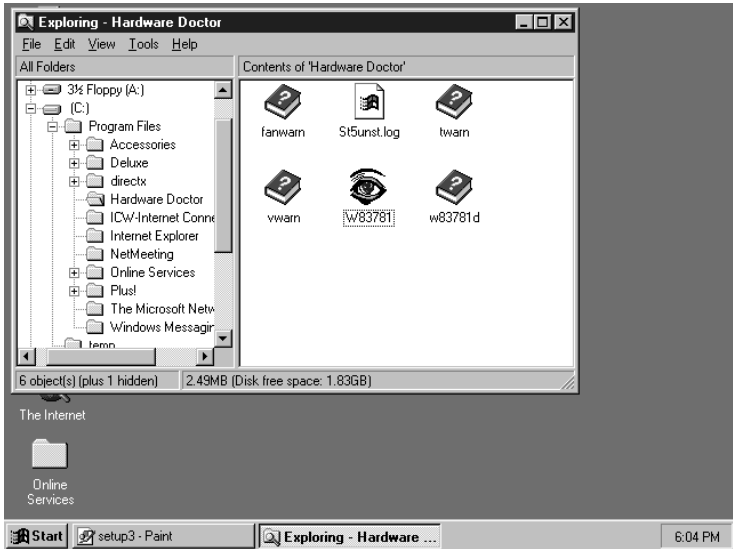 Exploring - Hardware Doctor
File Edit View Tools Help
All Folders
Contents of 'Hardware Doctor'
3½ Floppy (A:)
(C:)
Program Files
Accessories
Deluxe
directx
Hardware Doctor
ICW-Internet Conne
Internet Explorer
NetMeeting
Online Services
Plus!
The Microsoft Netw
Windows Messagin
temp
fanwarn
St5unst.log
twarn
vwarn
W83781
w83781d
6 object(s) (plus 1 hidden)
2.49MB (Disk free space: 1.83GB)
The Internet
Online
Services
Start
setup3 - Paint
Exploring - Hardware ...
6:04 PM